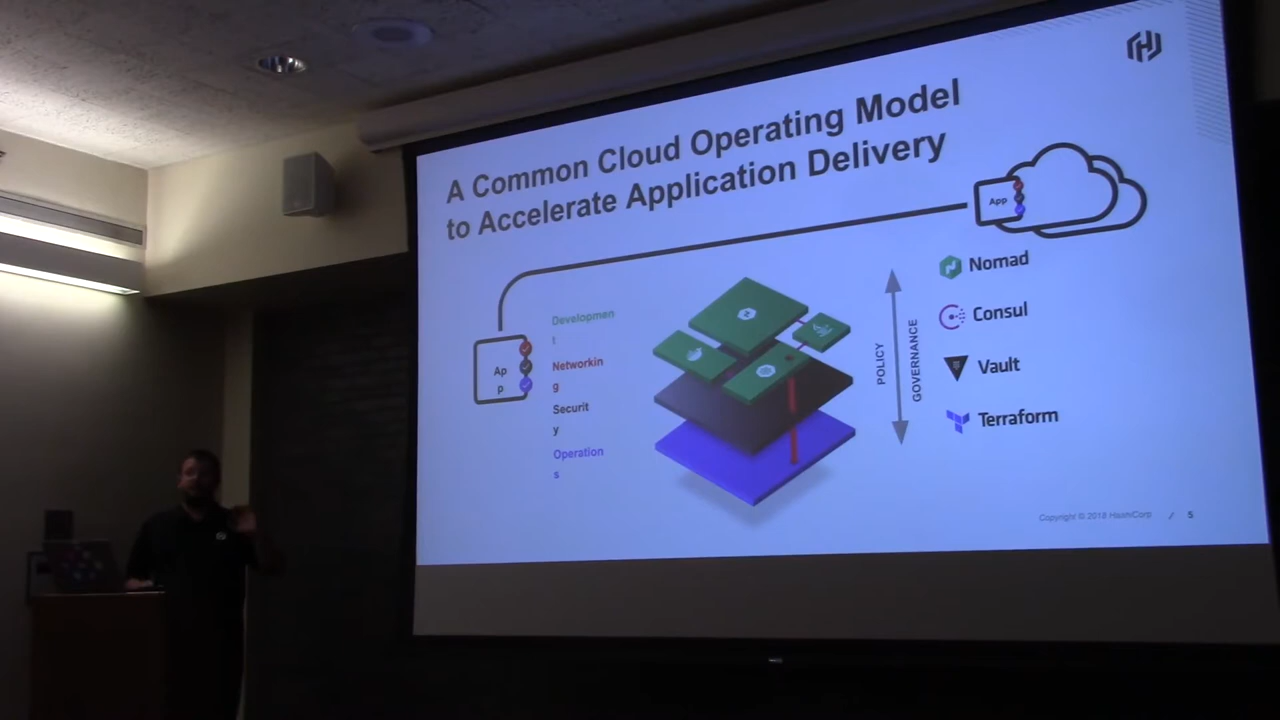 A Common Cloud Operating Model
to Accelerate Application Delivery
App
Developmen
t
Networkin
g
Securit
y
Operation
s
Ap
p
POLICY
GOVERNANCE
Nomad
Consul
Vault
Terraform
Copyright © 2018 HashiCorp / 5